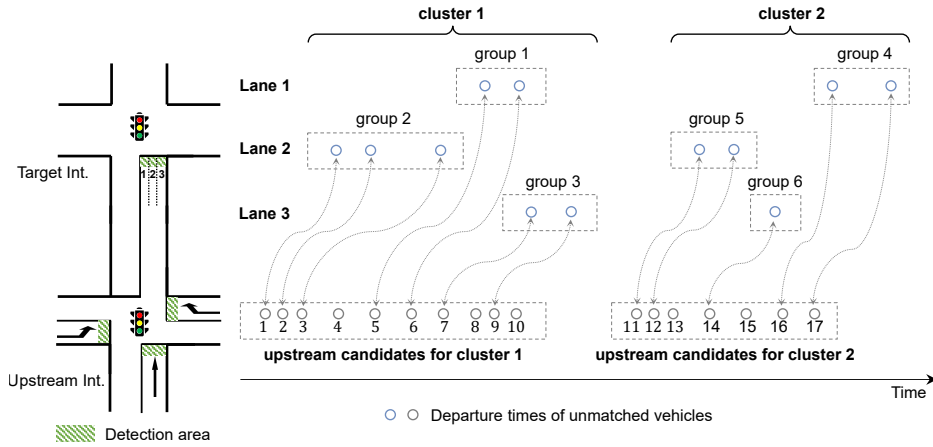 cluster 1
cluster 2
group 1
group 4
Lane 1
group 2
group 5
Lane 2
Target Int.
1 2 3
group 3
group 6
Lane 3
1 2 3 4 5 6 7 8 9 10
11 12 13 14 15 16 17
upstream candidates for cluster 1
upstream candidates for cluster 2
Upstream Int.
Time
Departure times of unmatched vehicles
Detection area